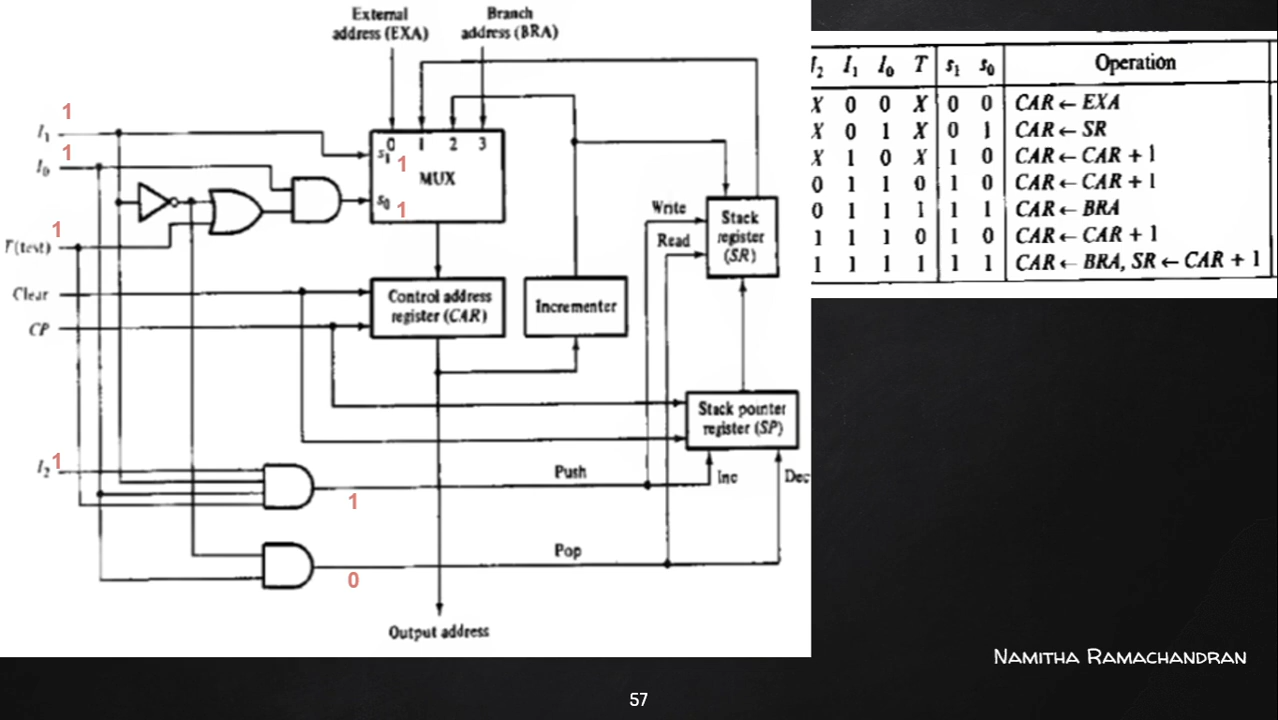 External
address (EXA)
Branch
address (BRA)
1
I₁
1
I₀
0 1 2 3
s₁ 1
MUX
s₀ 1
1
T(test)
Write
Read
Stack
register
(SR)
Clear
CP
Control address
register (CAR)
Incrementer
Stack pointer
register (SP)
I₂ 1
Push
Inc
Dec
1
Pop
0
Output address
I₂ I₁ I₀ T s₁ s₀ Operation
X 0 0 X 0 0 CAR ← EXA
X 0 1 X 0 1 CAR ← SR
X 1 0 X 1 0 CAR ← CAR + 1
0 1 1 0 1 0 CAR ← CAR + 1
0 1 1 1 1 1 CAR ← BRA
1 1 1 0 1 0 CAR ← CAR + 1
1 1 1 1 1 1 CAR ← BRA, SR ← CAR + 1
NAMITHA RAMACHANDRAN
57